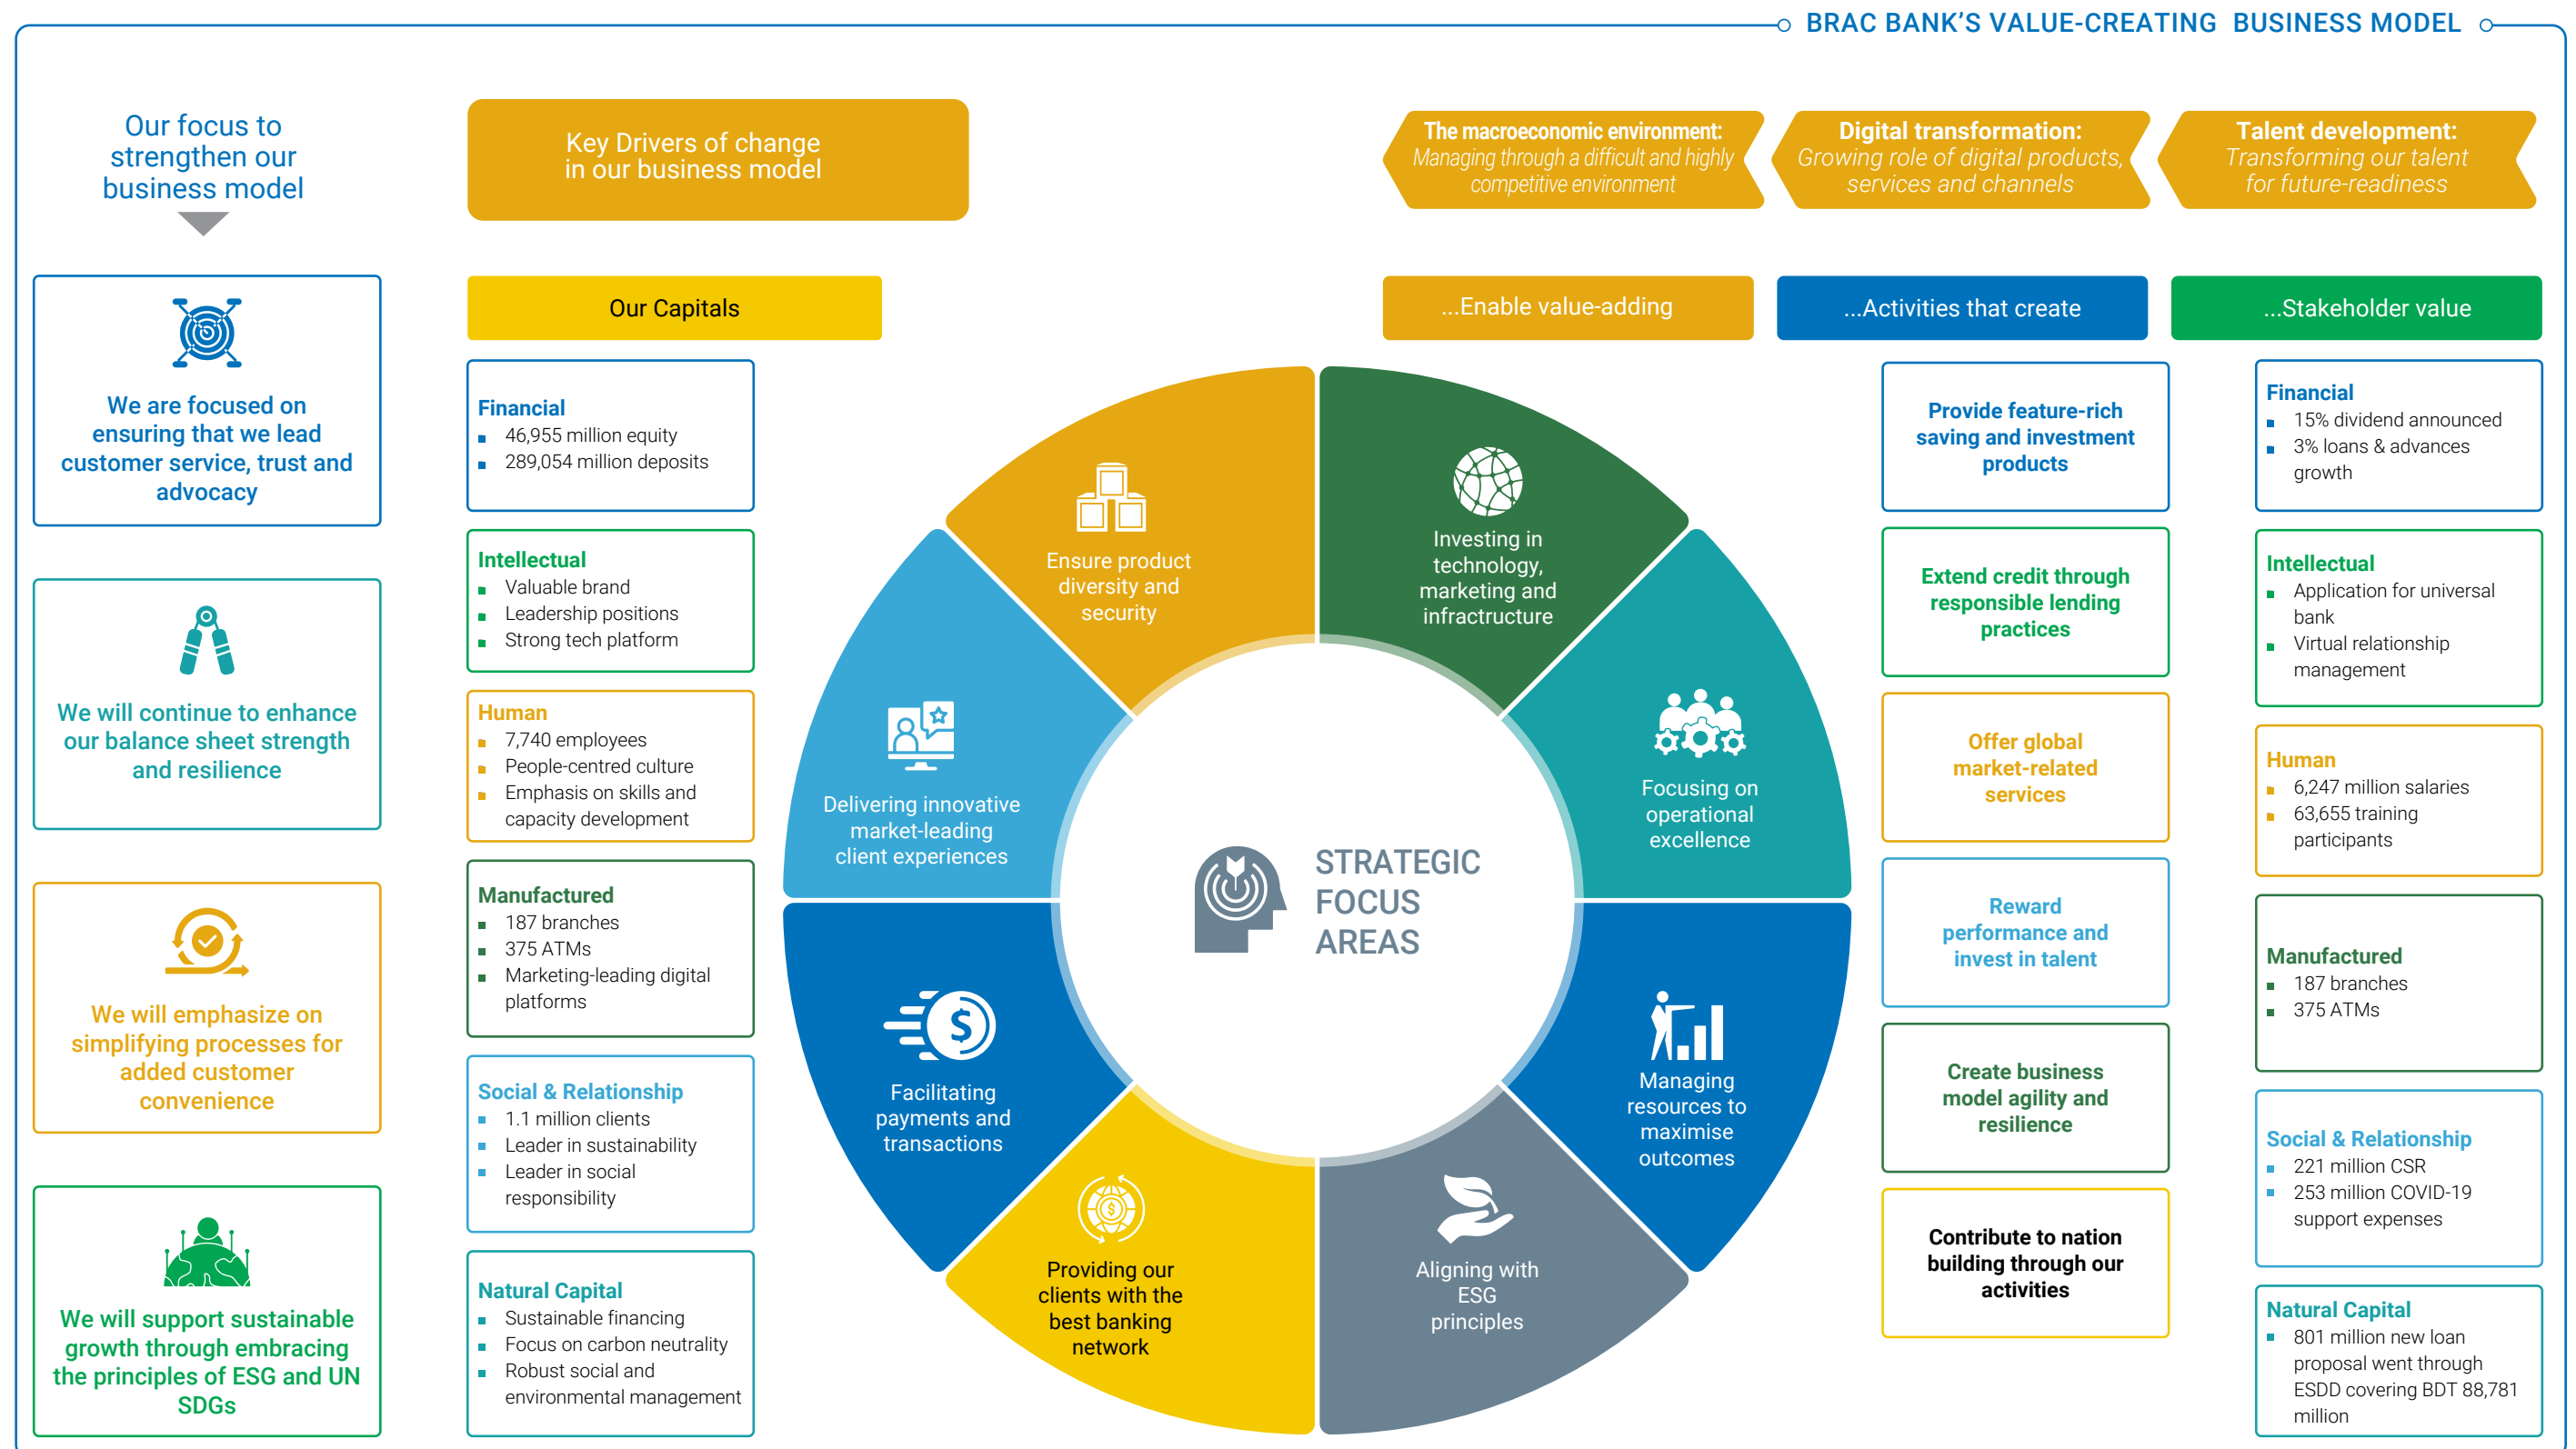 BRAC BANK'S VALUE-CREATING BUSINESS MODEL
Our focus to
strengthen our
business model
Key Drivers of change
in our business model
The macroeconomic environment:
Managing through a difficult and highly
competitive environment
Digital transformation:
Growing role of digital products,
services and channels
Talent development:
Transforming our talent
for future-readiness
We are focused on
ensuring that we lead
customer service, trust and
advocacy
We will continue to enhance
our balance sheet strength
and resilience
We will emphasize on
simplifying processes for
added customer
convenience
We will support sustainable
growth through embracing
the principles of ESG and UN
SDGs
Our Capitals
Financial
46,955 million equity
289,054 million deposits
Intellectual
Valuable brand
Leadership positions
Strong tech platform
Human
7,740 employees
People-centred culture
Emphasis on skills and
capacity development
Manufactured
187 branches
375 ATMs
Marketing-leading digital
platforms
Social & Relationship
1.1 million clients
Leader in sustainability
Leader in social
responsibility
Natural Capital
Sustainable financing
Focus on carbon neutrality
Robust social and
environmental management
...Enable value-adding
Ensure product
diversity and
security
Investing in
technology,
marketing and
infractructure
Focusing on
operational
excellence
Managing
resources to
maximise
outcomes
Aligning with
ESG
principles
Providing our
clients with the
best banking
network
Facilitating
payments and
transactions
Delivering innovative
market-leading
client experiences
STRATEGIC
FOCUS
AREAS
...Activities that create
Provide feature-rich
saving and investment
products
Extend credit through
responsible lending
practices
Offer global
market-related
services
Reward
performance and
invest in talent
Create business
model agility and
resilience
Contribute to nation
building through our
activities
...Stakeholder value
Financial
15% dividend announced
3% loans & advances
growth
Intellectual
Application for universal
bank
Virtual relationship
management
Human
6,247 million salaries
63,655 training
participants
Manufactured
187 branches
375 ATMs
Social & Relationship
221 million CSR
253 million COVID-19
support expenses
Natural Capital
801 million new loan
proposal went through
ESDD covering BDT 88,781
million